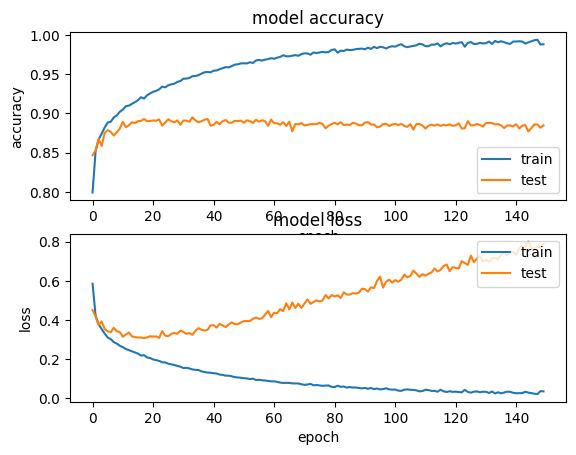 model accuracy
1.00
0.95
0.90
0.85
0.80
accuracy
train
test
0 20 40 60 80 100 120 140
epoch
model loss
0.8
0.6
0.4
0.2
0.0
loss
train
test
0 20 40 60 80 100 120 140
epoch